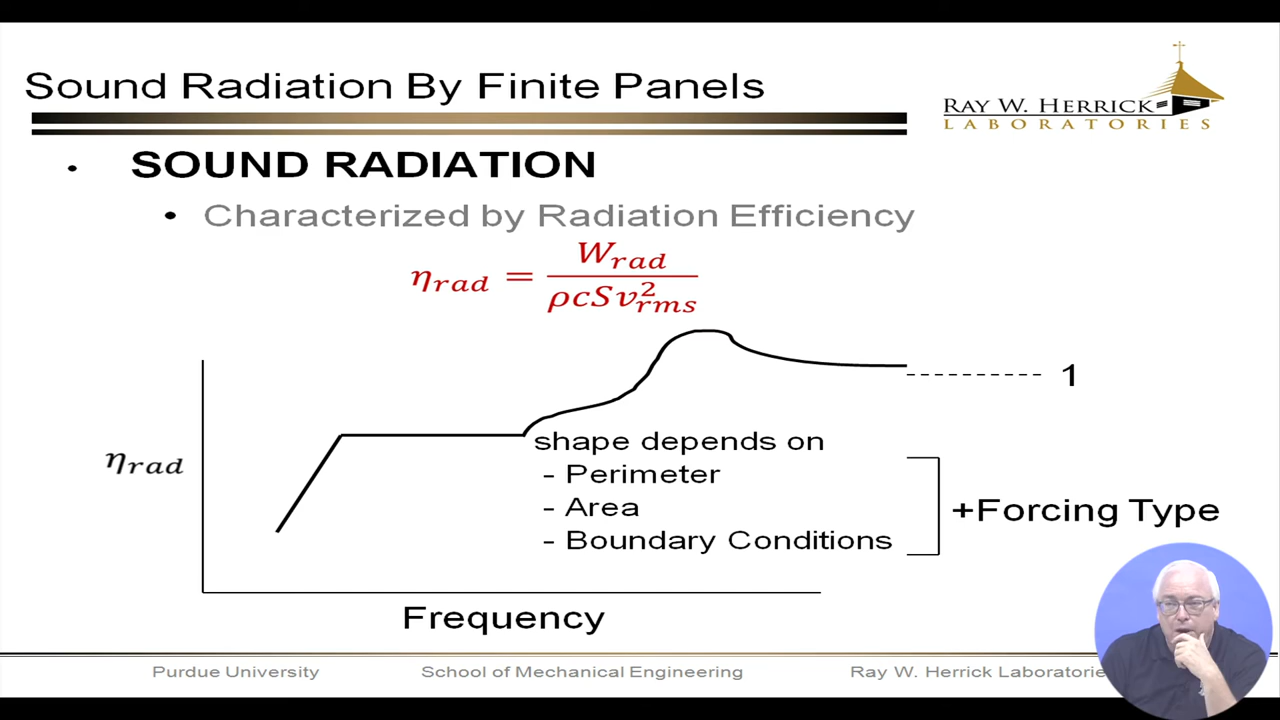 Sound Radiation By Finite Panels
RAY W. HERRICK
LABORATORIES
• SOUND RADIATION
• Characterized by Radiation Efficiency
η_rad = W_rad / ρcSv²_rms
1
η_rad
shape depends on
- Perimeter
- Area
- Boundary Conditions
+Forcing Type
Frequency
Purdue University School of Mechanical Engineering Ray W. Herrick Laboratories